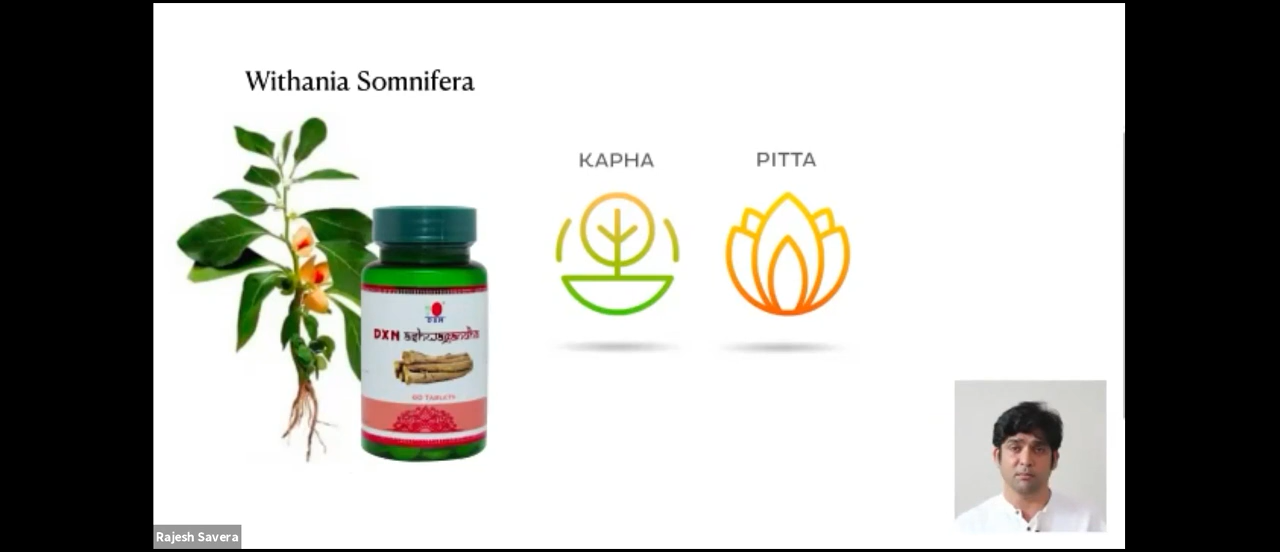 Withania Somnifera
KAPHA
PITTA
DXN
DXN ashwagandha
60 TABLETS
Rajesh Savera